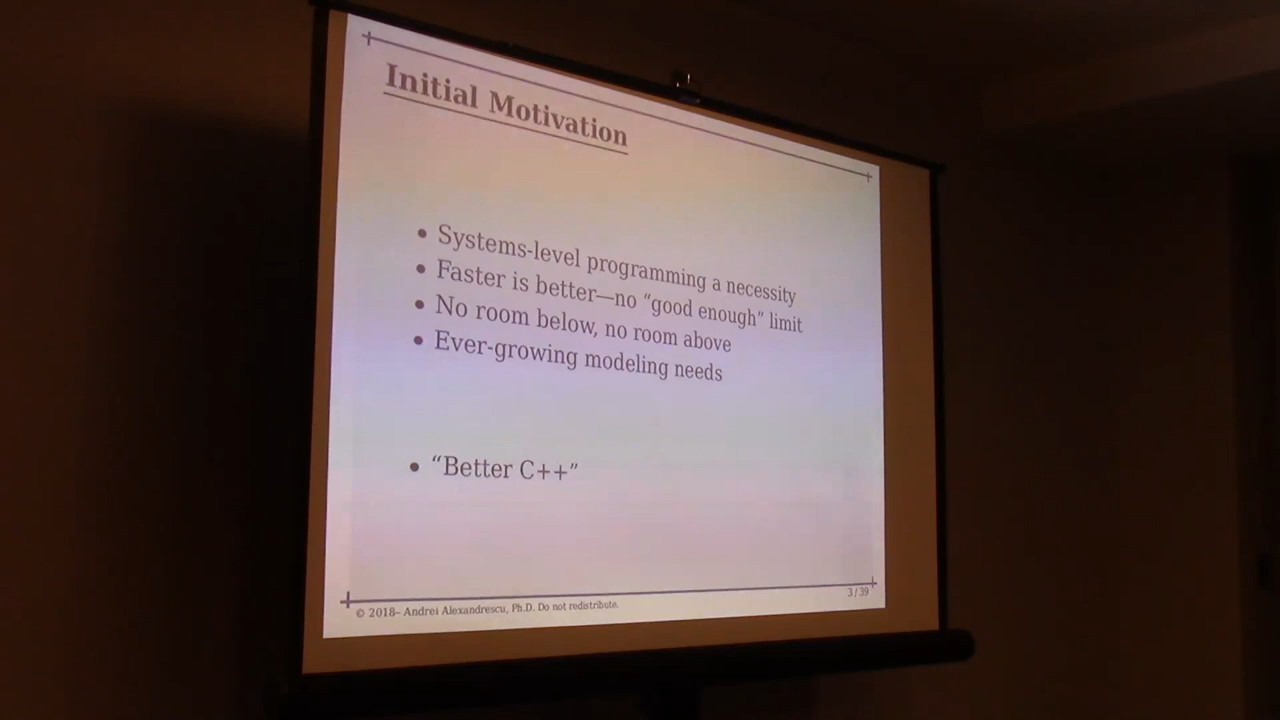 Initial Motivation
• Systems-level programming a necessity
• Faster is better—no “good enough” limit
• No room below, no room above
• Ever-growing modeling needs
• “Better C++”
© 2018– Andrei Alexandrescu, Ph.D. Do not redistribute.
3 / 39